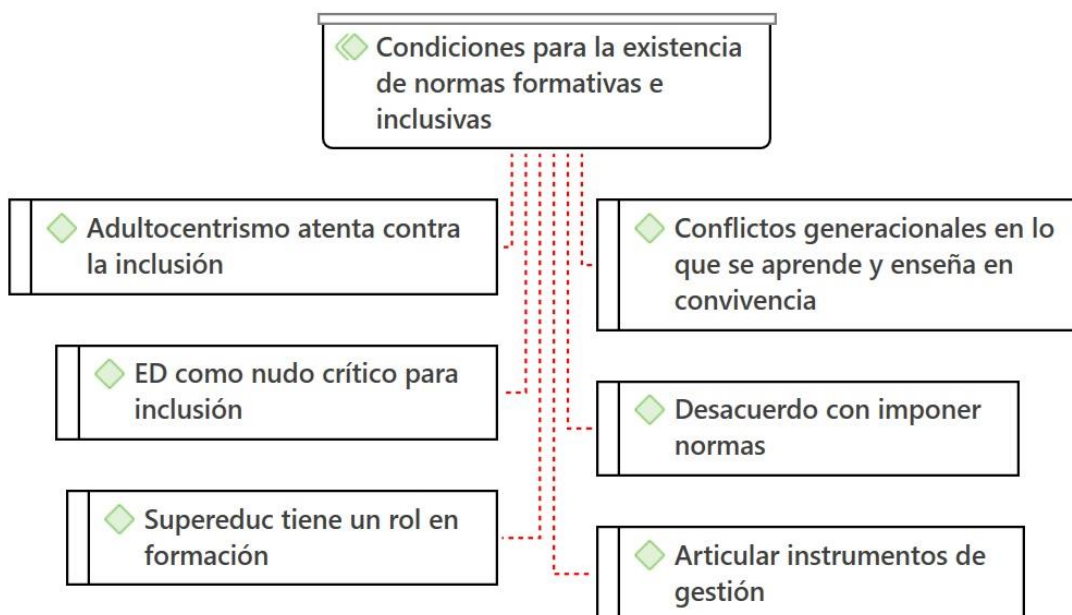 Condiciones para la existencia
de normas formativas e
inclusivas
Adultocentrismo atenta contra
la inclusión
Conflictos generacionales en lo
que se aprende y enseña en
convivencia
ED como nudo crítico para
inclusión
Desacuerdo con imponer
normas
Supereduc tiene un rol en
formación
Articular instrumentos de
gestión